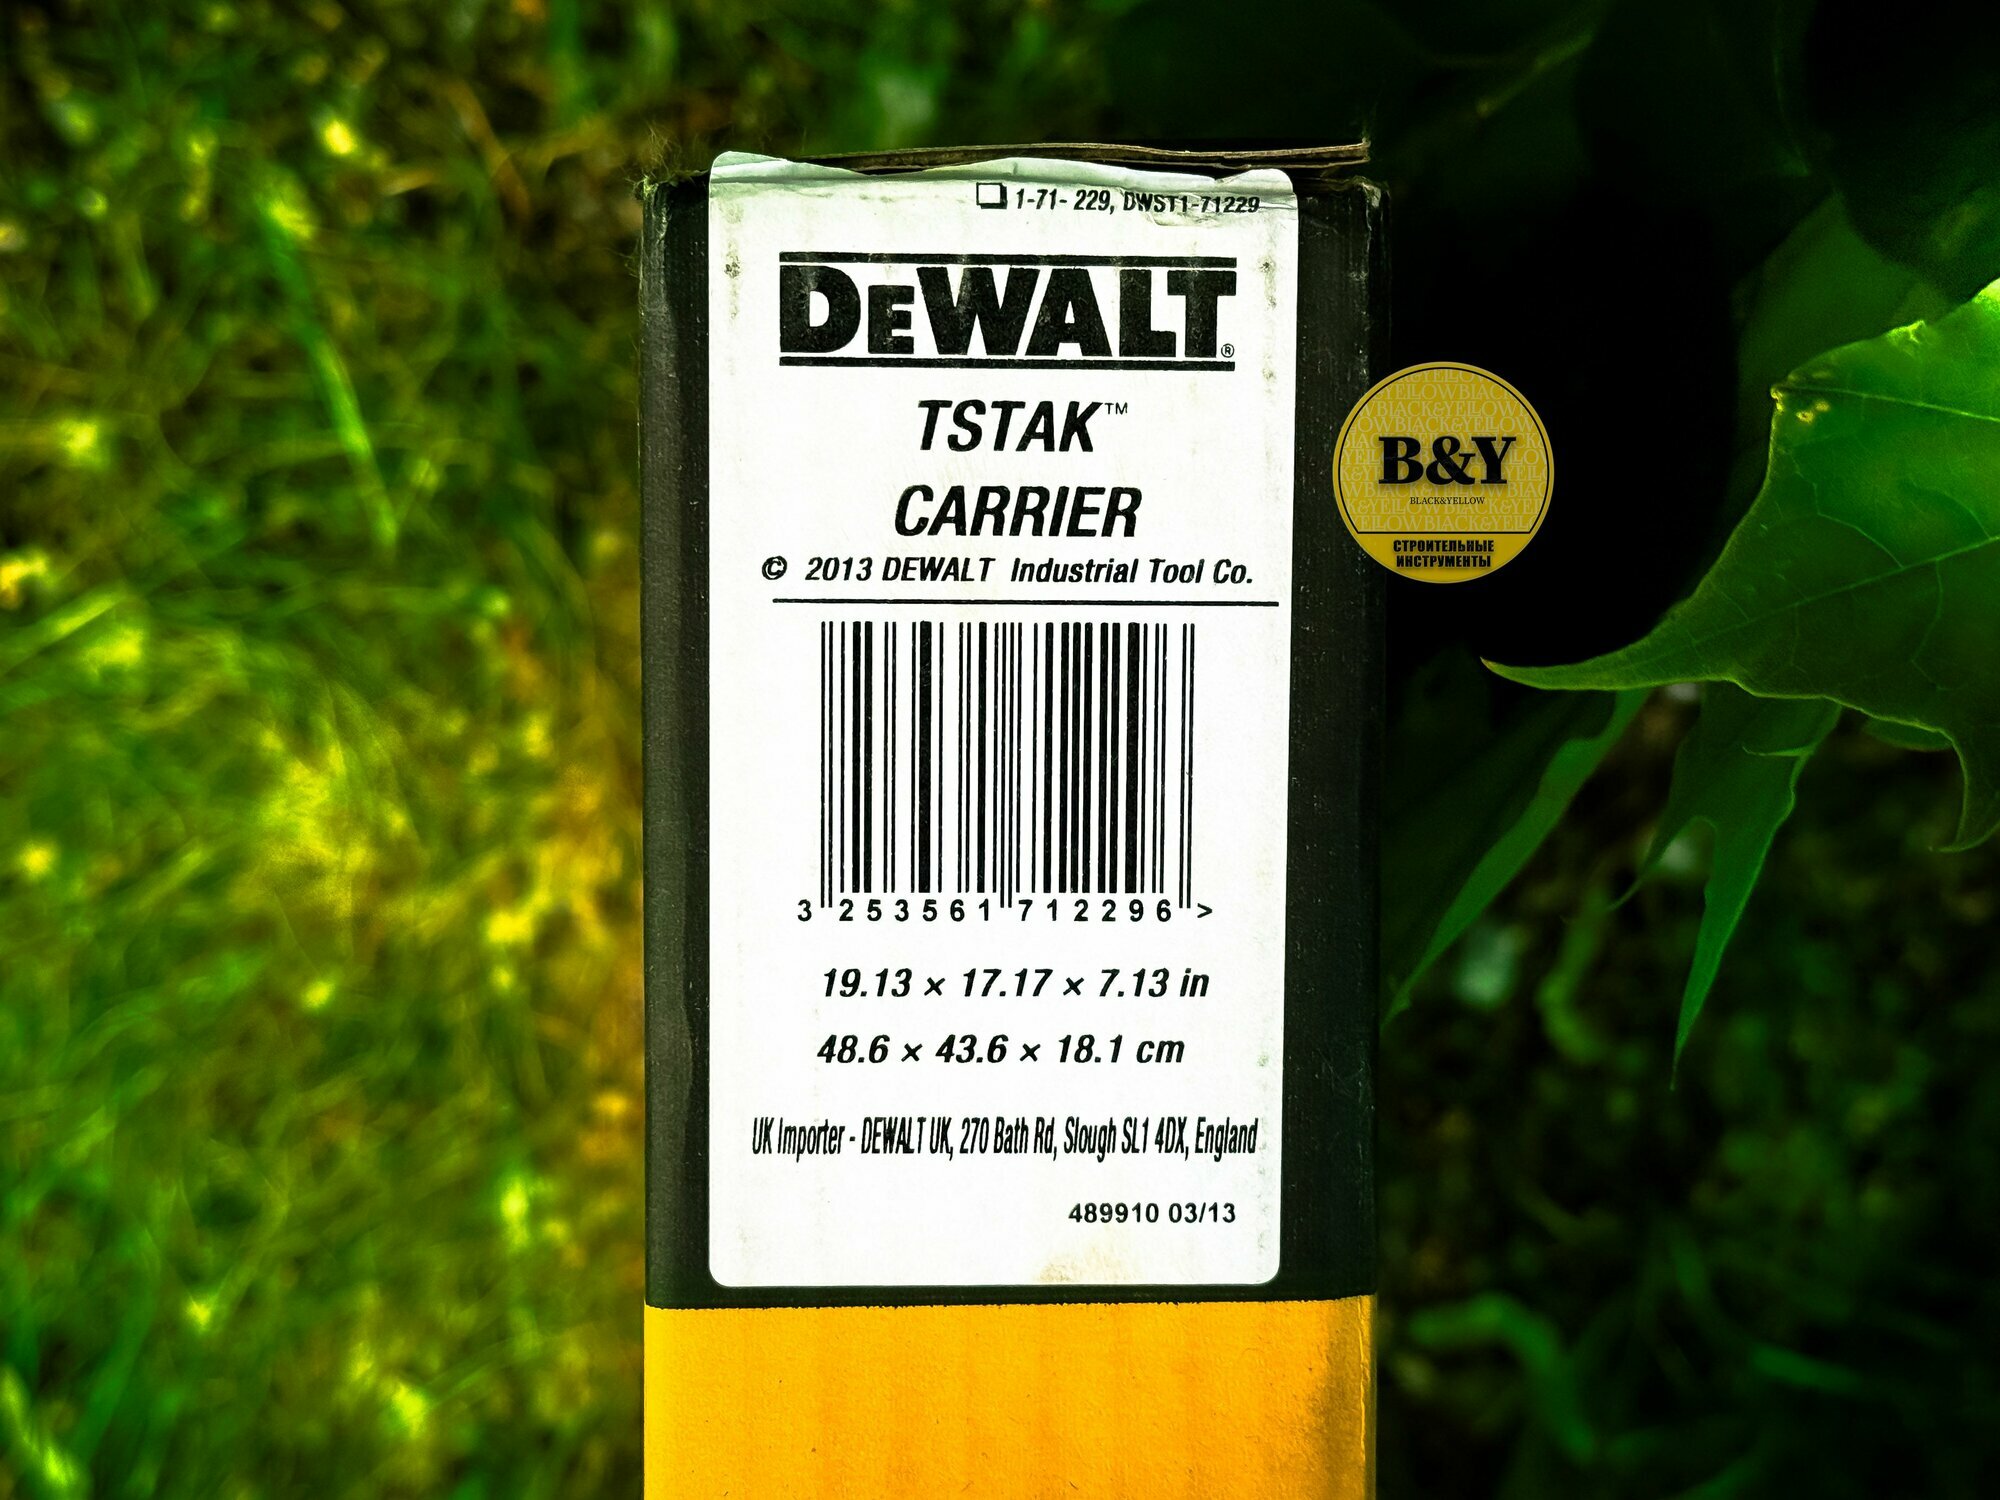 1-71- 229, DWST1-71229
DEWALT®
TSTAK™
CARRIER
© 2013 DEWALT Industrial Tool Co.
3 253561 712296 >
19.13 × 17.17 × 7.13 in
48.6 × 43.6 × 18.1 cm
UK Importer - DEWALT UK, 270 Bath Rd, Slough SL1 4DX, England
489910 03/13
B&Y
BLACK&YELLOW
СТРОИТЕЛЬНЫЕ
ИНСТРУМЕНТЫ